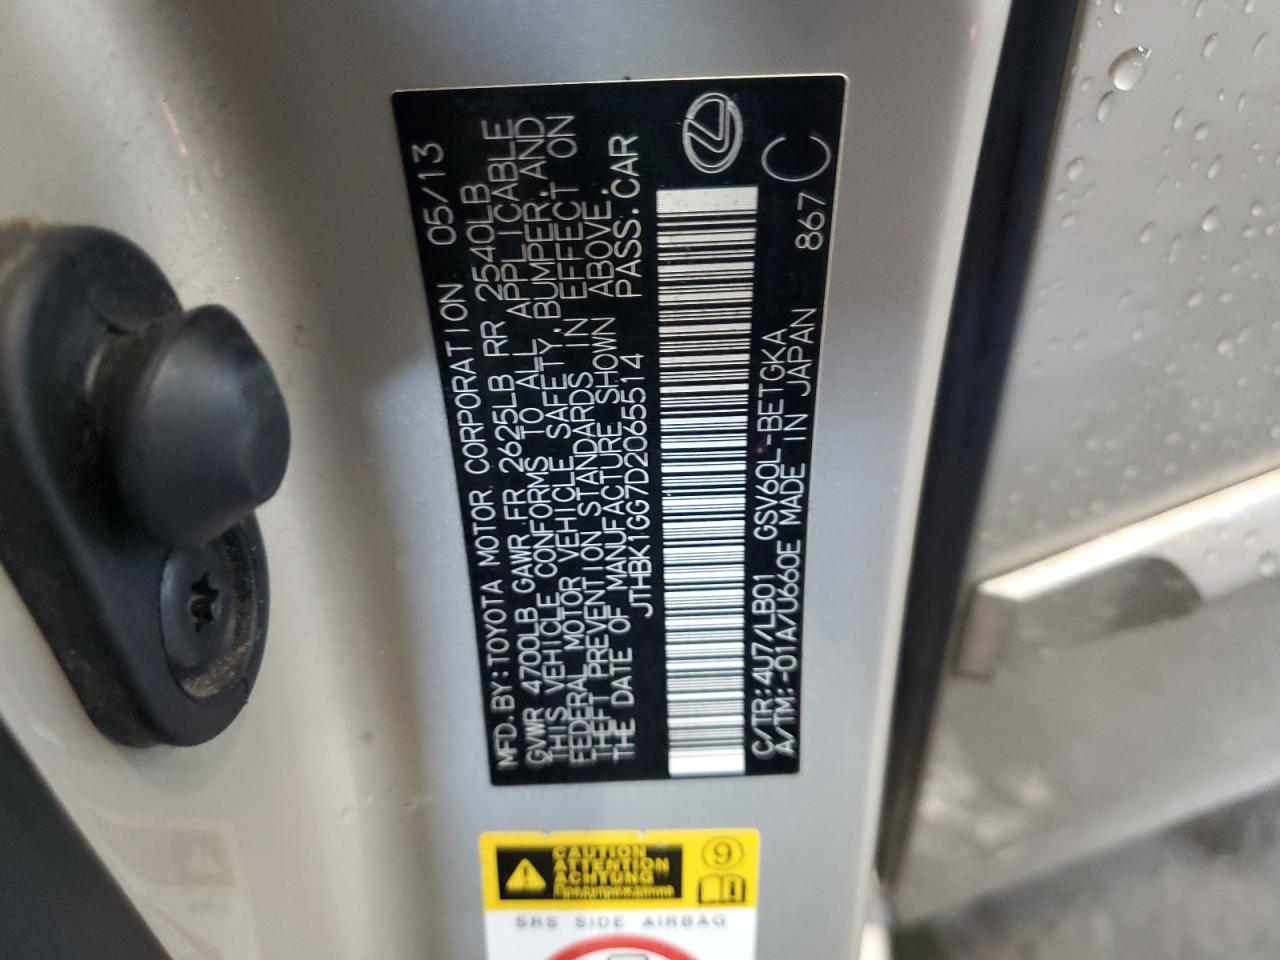 MFD.BY:TOYOTA MOTOR CORPORATION 05/13
GVWR 4700LB GAWR FR 2625LB RR 2540LB
THIS VEHICLE CONFORMS TO ALL APPLICABLE
FEDERAL MOTOR VEHICLE SAFETY, BUMPER, AND
THEFT PREVENTION STANDARDS IN EFFECT ON
THE DATE OF MANUFACTURE SHOWN ABOVE.
JTHBK1GG7D2065514 PASS.CAR
C/TR:4U7/LB01 GSV60L-BETGKA
A/TM:-01A/U660E MADE IN JAPAN 867 C
CAUTION
ATTENTION
ACHTUNG
9
SRS SIDE AIRBAG